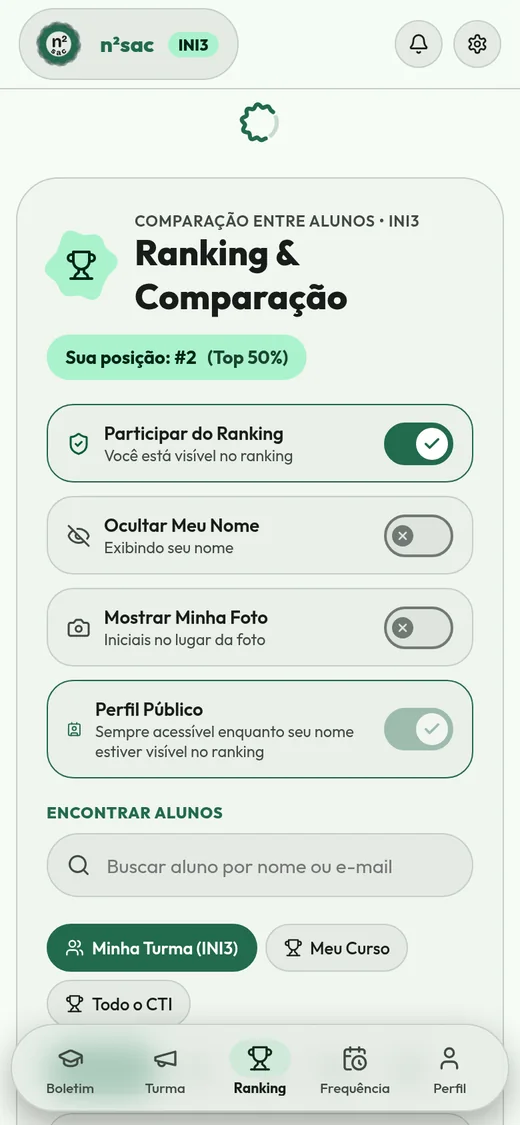 n²
sac
n²sac
INI3
COMPARAÇÃO ENTRE ALUNOS • INI3
Ranking &
Comparação
Sua posição: #2 (Top 50%)
Participar do Ranking
Você está visível no ranking
Ocultar Meu Nome
Exibindo seu nome
Mostrar Minha Foto
Iniciais no lugar da foto
Perfil Público
Sempre acessível enquanto seu nome
estiver visível no ranking
ENCONTRAR ALUNOS
Buscar aluno por nome ou e-mail
Minha Turma (INI3)
Meu Curso
Todo o CTI
Boletim
Turma
Ranking
Frequência
Perfil